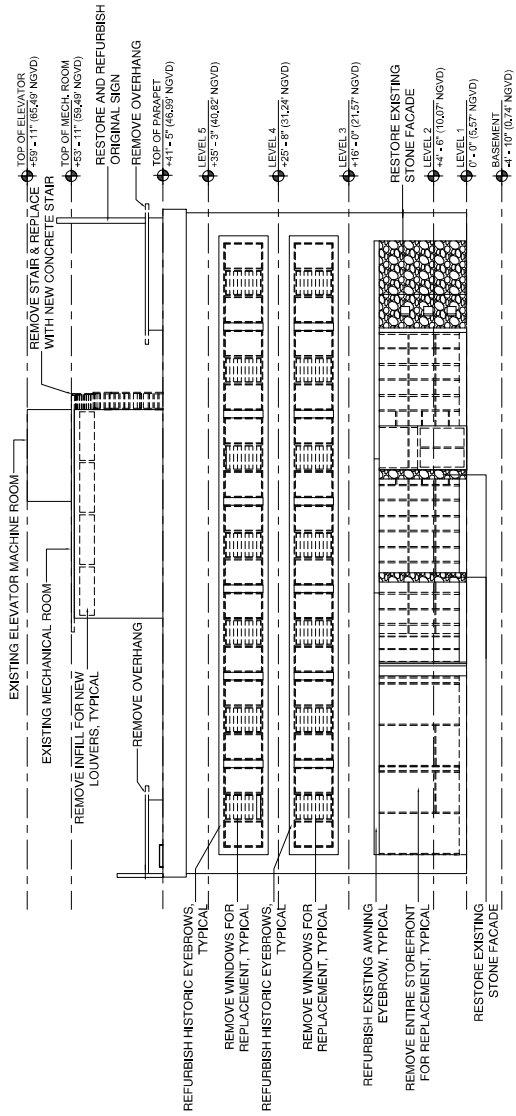 TOP OF ELEVATOR
+59' - 11" (65,49' NGVD)
TOP OF MECH. ROOM
+53' - 11" (59,49' NGVD)
RESTORE AND REFURBISH
ORIGINAL SIGN
REMOVE OVERHANG
TOP OF PARAPET
+41' - 5" (46,99' NGVD)
LEVEL 5
+35' - 3" (40,82' NGVD)
LEVEL 4
+25' - 8" (31,24' NGVD)
LEVEL 3
+16' - 0" (21,57' NGVD)
RESTORE EXISTING
STONE FACADE
LEVEL 2
+4' - 6" (10,07' NGVD)
LEVEL 1
0' - 0" (5,57' NGVD)
BASEMENT
-4' - 10" (0,74' NGVD)
REMOVE STAIR & REPLACE
WITH NEW CONCRETE STAIR
EXISTING ELEVATOR MACHINE ROOM
EXISTING MECHANICAL ROOM
REMOVE INFILL FOR NEW
LOUVERS, TYPICAL
REMOVE OVERHANG
REFURBISH HISTORIC EYEBROWS,
TYPICAL
REMOVE WINDOWS FOR
REPLACEMENT, TYPICAL
REFURBISH HISTORIC EYEBROWS,
TYPICAL
REMOVE WINDOWS FOR
REPLACEMENT, TYPICAL
REFURBISH EXISTING AWNING
EYEBROW, TYPICAL
REMOVE ENTIRE STOREFRONT
FOR REPLACEMENT, TYPICAL
RESTORE EXISTING
STONE FACADE